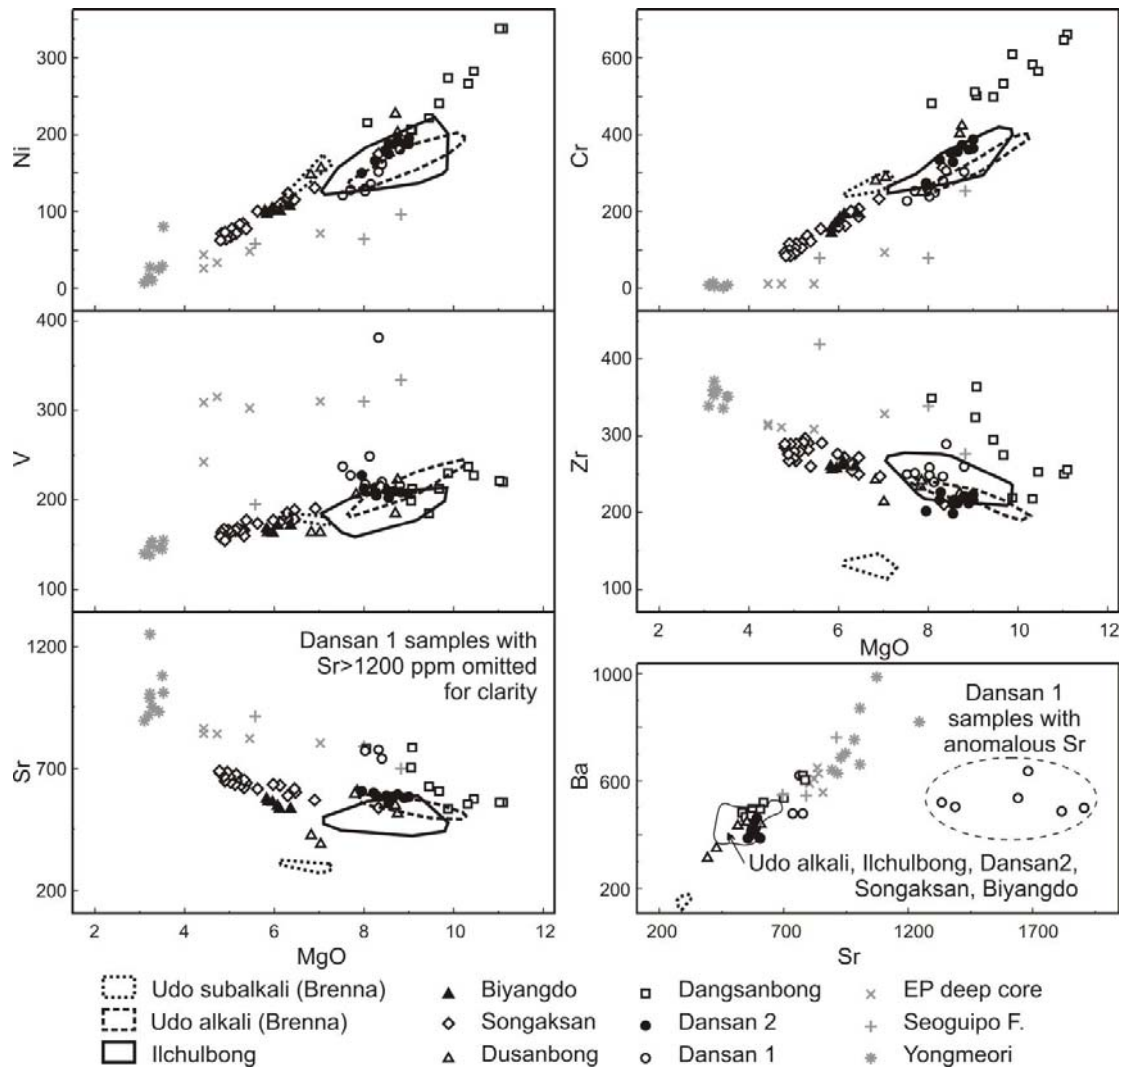 350
300
200
100
0
Ni
600
400
200
0
Cr
400
300
200
100
V
400
300
200
100
Zr
2
4
6
8
10
12
MgO
1200
700
200
Sr
Dansan 1 samples with
Sr>1200 ppm omitted
for clarity
2
4
6
8
10
12
MgO
1000
800
600
400
200
Ba
Dansan 1
samples with
anomalous Sr
Udo alkali, Ilchulbong, Dansan2,
Songaksan, Biyangdo
200
700
1200
1700
Sr
Udo subalkali (Brenna)
Biyangdo
Dangsanbong
EP deep core
Udo alkali (Brenna)
Songaksan
Dansan 2
Seoguipo F.
Ilchulbong
Dusanbong
Dansan 1
Yongmeori